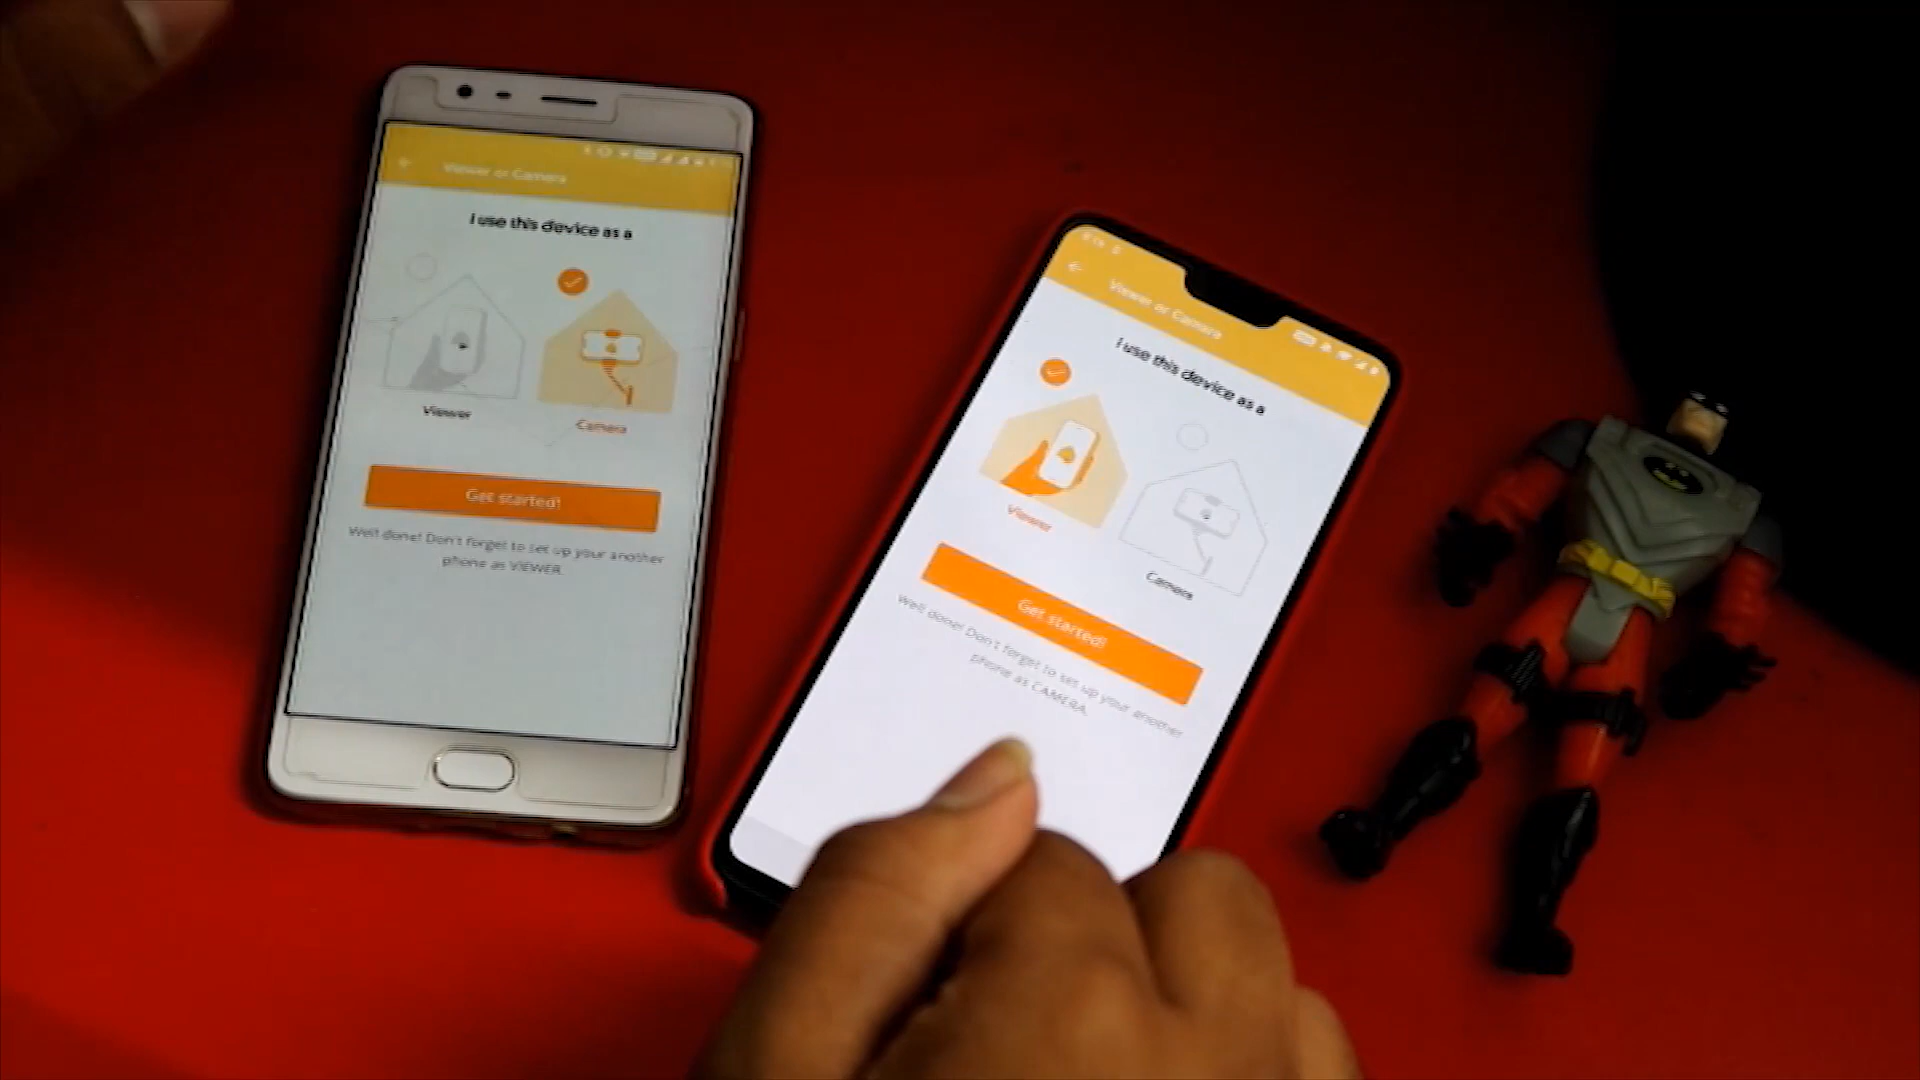 Viewer or Camera
I use this device as a
Viewer
Camera
Get started!
Well done! Don't forget to set up your another
phone as VIEWER.
Viewer or Camera
I use this device as a
Viewer
Camera
Get started!
Well done! Don't forget to set up your another
phone as CAMERA.